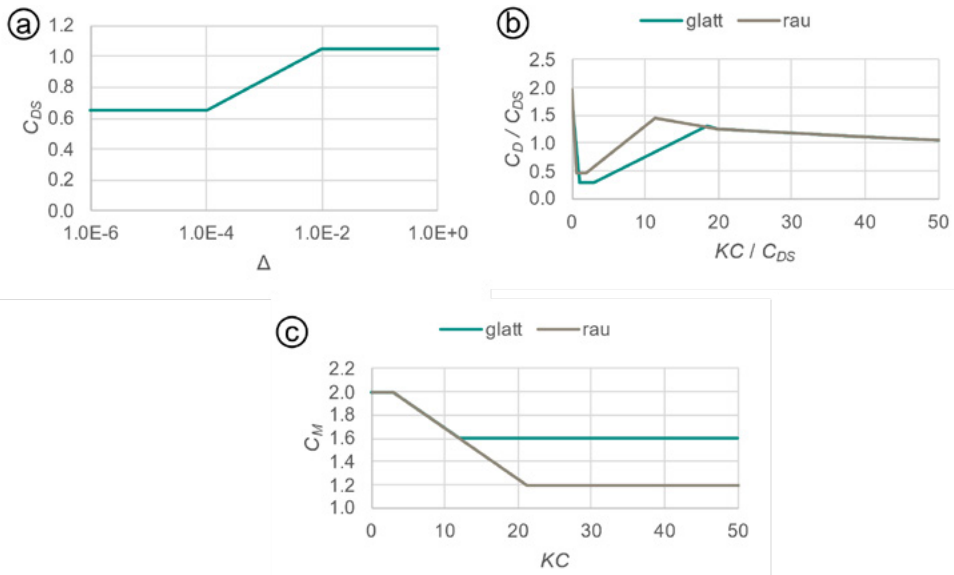 a
1.2
1.0
0.8
0.6
0.4
0.2
0.0
C_DS
1.0E-6 1.0E-4 1.0E-2 1.0E+0
Δ
b
glatt rau
2.5
2.0
1.5
1.0
0.5
0.0
C_D / C_DS
0 10 20 30 40 50
KC / C_DS
c
glatt rau
2.2
2.0
1.8
1.6
1.4
1.2
1.0
C_M
0 10 20 30 40 50
KC